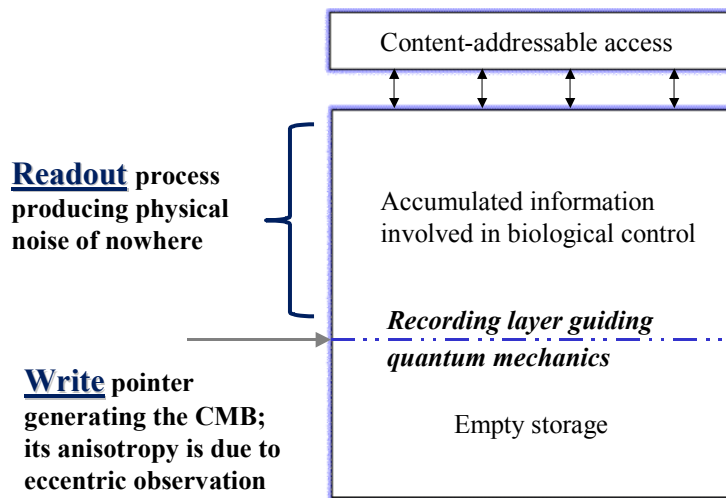 Content-addressable access
Readout process
producing physical
noise of nowhere
Accumulated information
involved in biological control
Recording layer guiding
quantum mechanics
Write pointer
generating the CMB;
its anisotropy is due to
eccentric observation
Empty storage